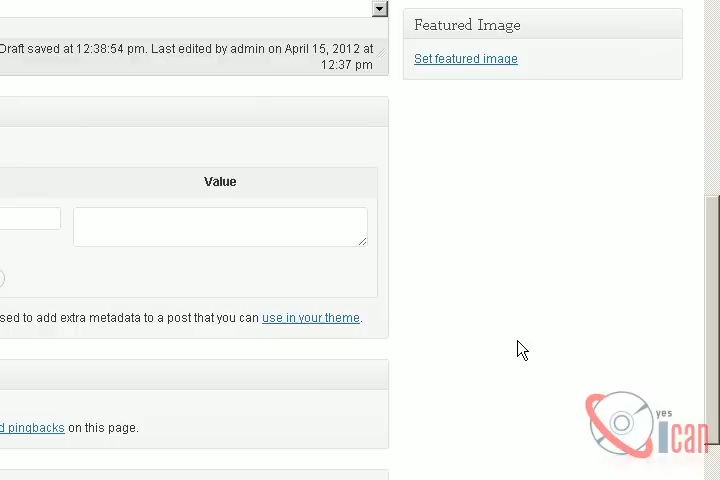 Draft saved at 12:38:54 pm. Last edited by admin on April 15, 2012 at
12:37 pm
Featured Image
Set featured image
Value
sed to add extra metadata to a post that you can use in your theme.
d pingbacks on this page.
yes
ican